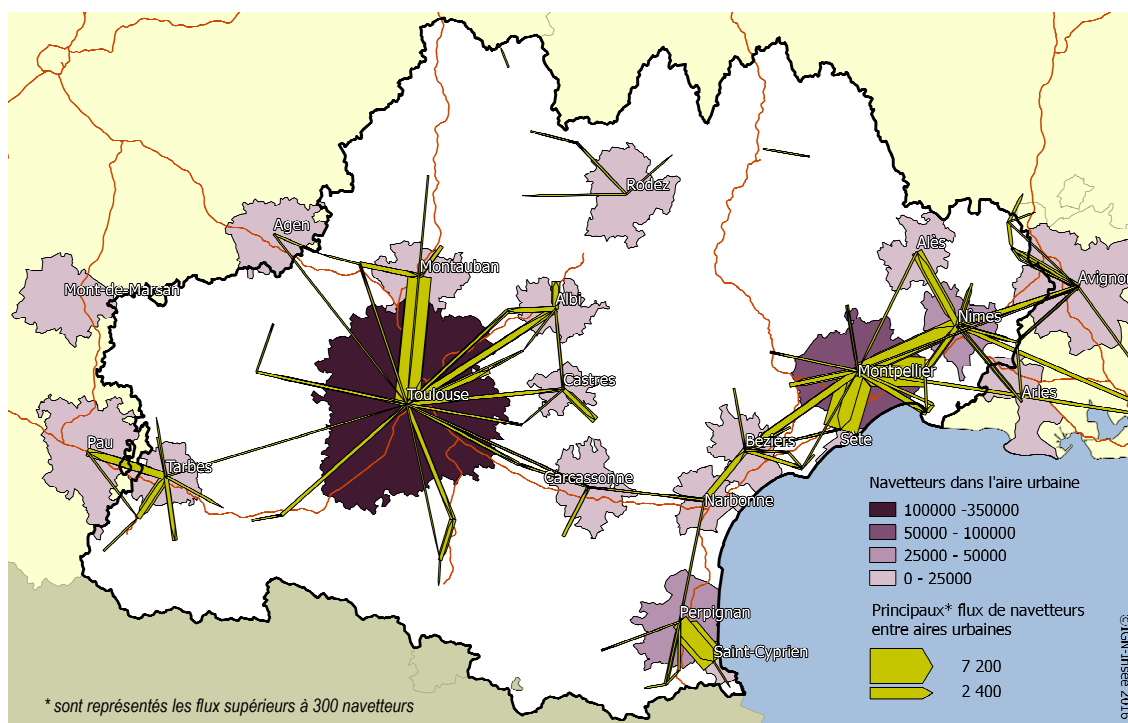 Rodez
Agen
Alès
Montauban
Mont-de-Marsan
Avignon
Albi
Nîmes
Castres
Montpellier
Toulouse
Arles
Pau
Béziers
Sète
Tarbes
Carcassonne
Narbonne
Perpignan
Saint-Cyprien
Navetteurs dans l'aire urbaine
100000 -350000
50000 - 100000
25000 - 50000
0 - 25000
Principaux* flux de navetteurs
entre aires urbaines
7 200
2 400
* sont représentés les flux supérieurs à 300 navetteurs
©IGN-Insee 2016